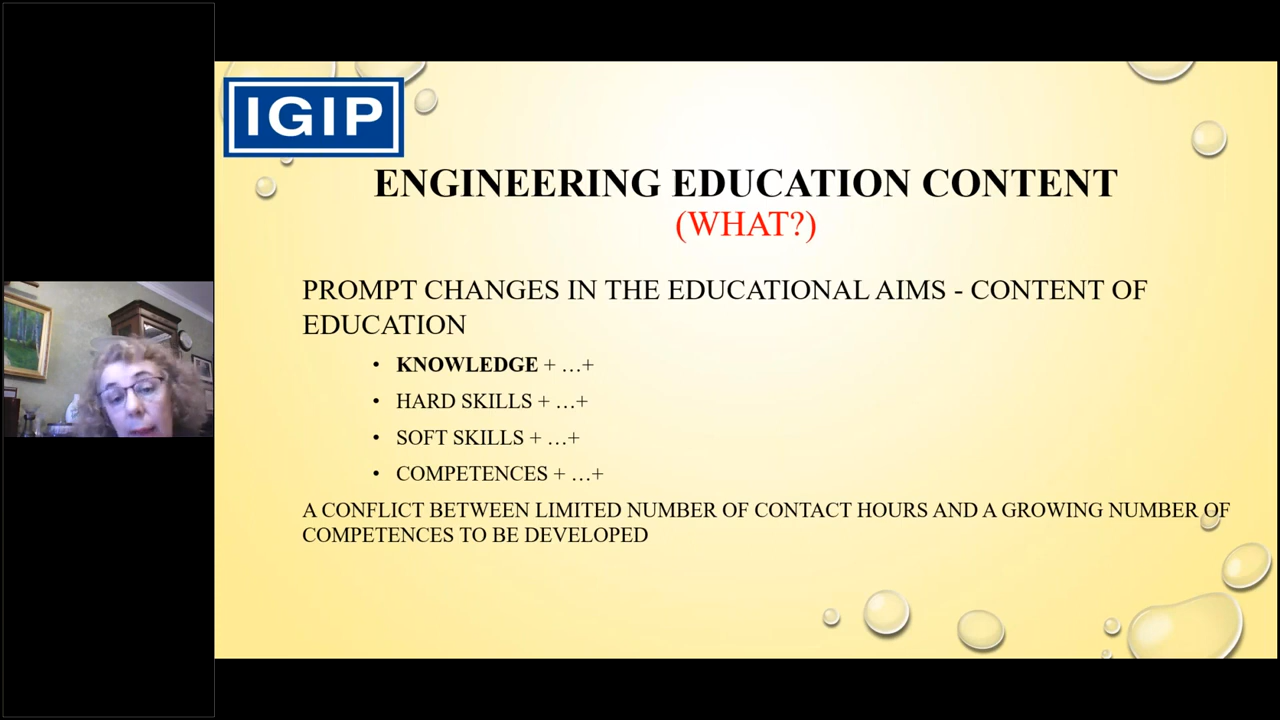 IGIP
ENGINEERING EDUCATION CONTENT
(WHAT?)
PROMPT CHANGES IN THE EDUCATIONAL AIMS - CONTENT OF
EDUCATION
• KNOWLEDGE + …+
• HARD SKILLS + …+
• SOFT SKILLS + …+
• COMPETENCES + …+
A CONFLICT BETWEEN LIMITED NUMBER OF CONTACT HOURS AND A GROWING NUMBER OF
COMPETENCES TO BE DEVELOPED